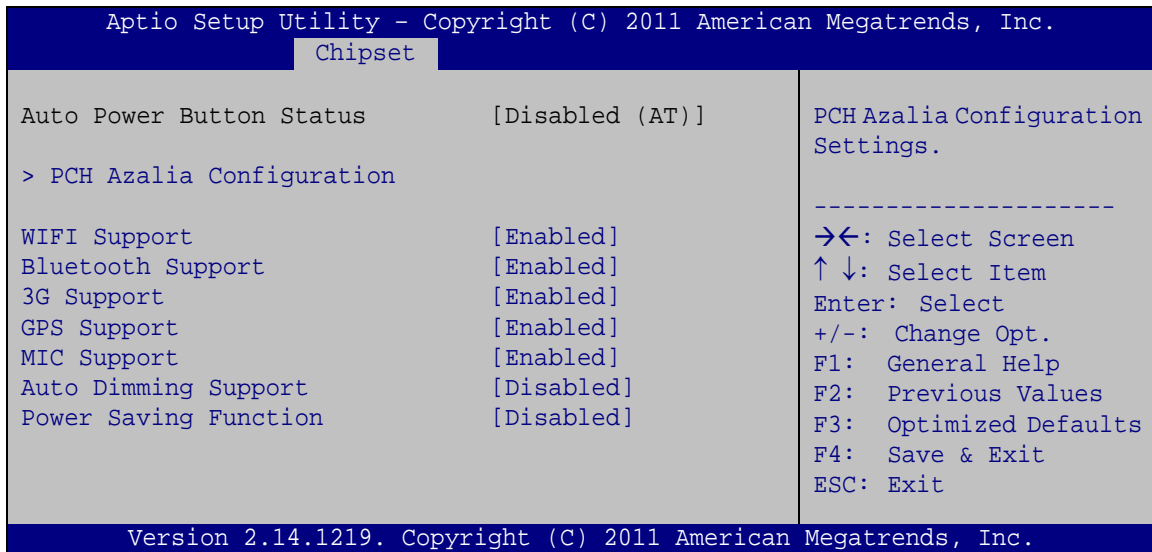 Aptio Setup Utility – Copyright (C) 2011 American Megatrends, Inc.
Chipset
Auto Power Button Status [Disabled (AT)]
> PCH Azalia Configuration
WIFI Support [Enabled]
Bluetooth Support [Enabled]
3G Support [Enabled]
GPS Support [Enabled]
MIC Support [Enabled]
Auto Dimming Support [Disabled]
Power Saving Function [Disabled]
PCH Azalia Configuration
Settings.
---------------------
→←: Select Screen
↑ ↓: Select Item
Enter: Select
+/-: Change Opt.
F1: General Help
F2: Previous Values
F3: Optimized Defaults
F4: Save & Exit
ESC: Exit
Version 2.14.1219. Copyright (C) 2011 American Megatrends, Inc.